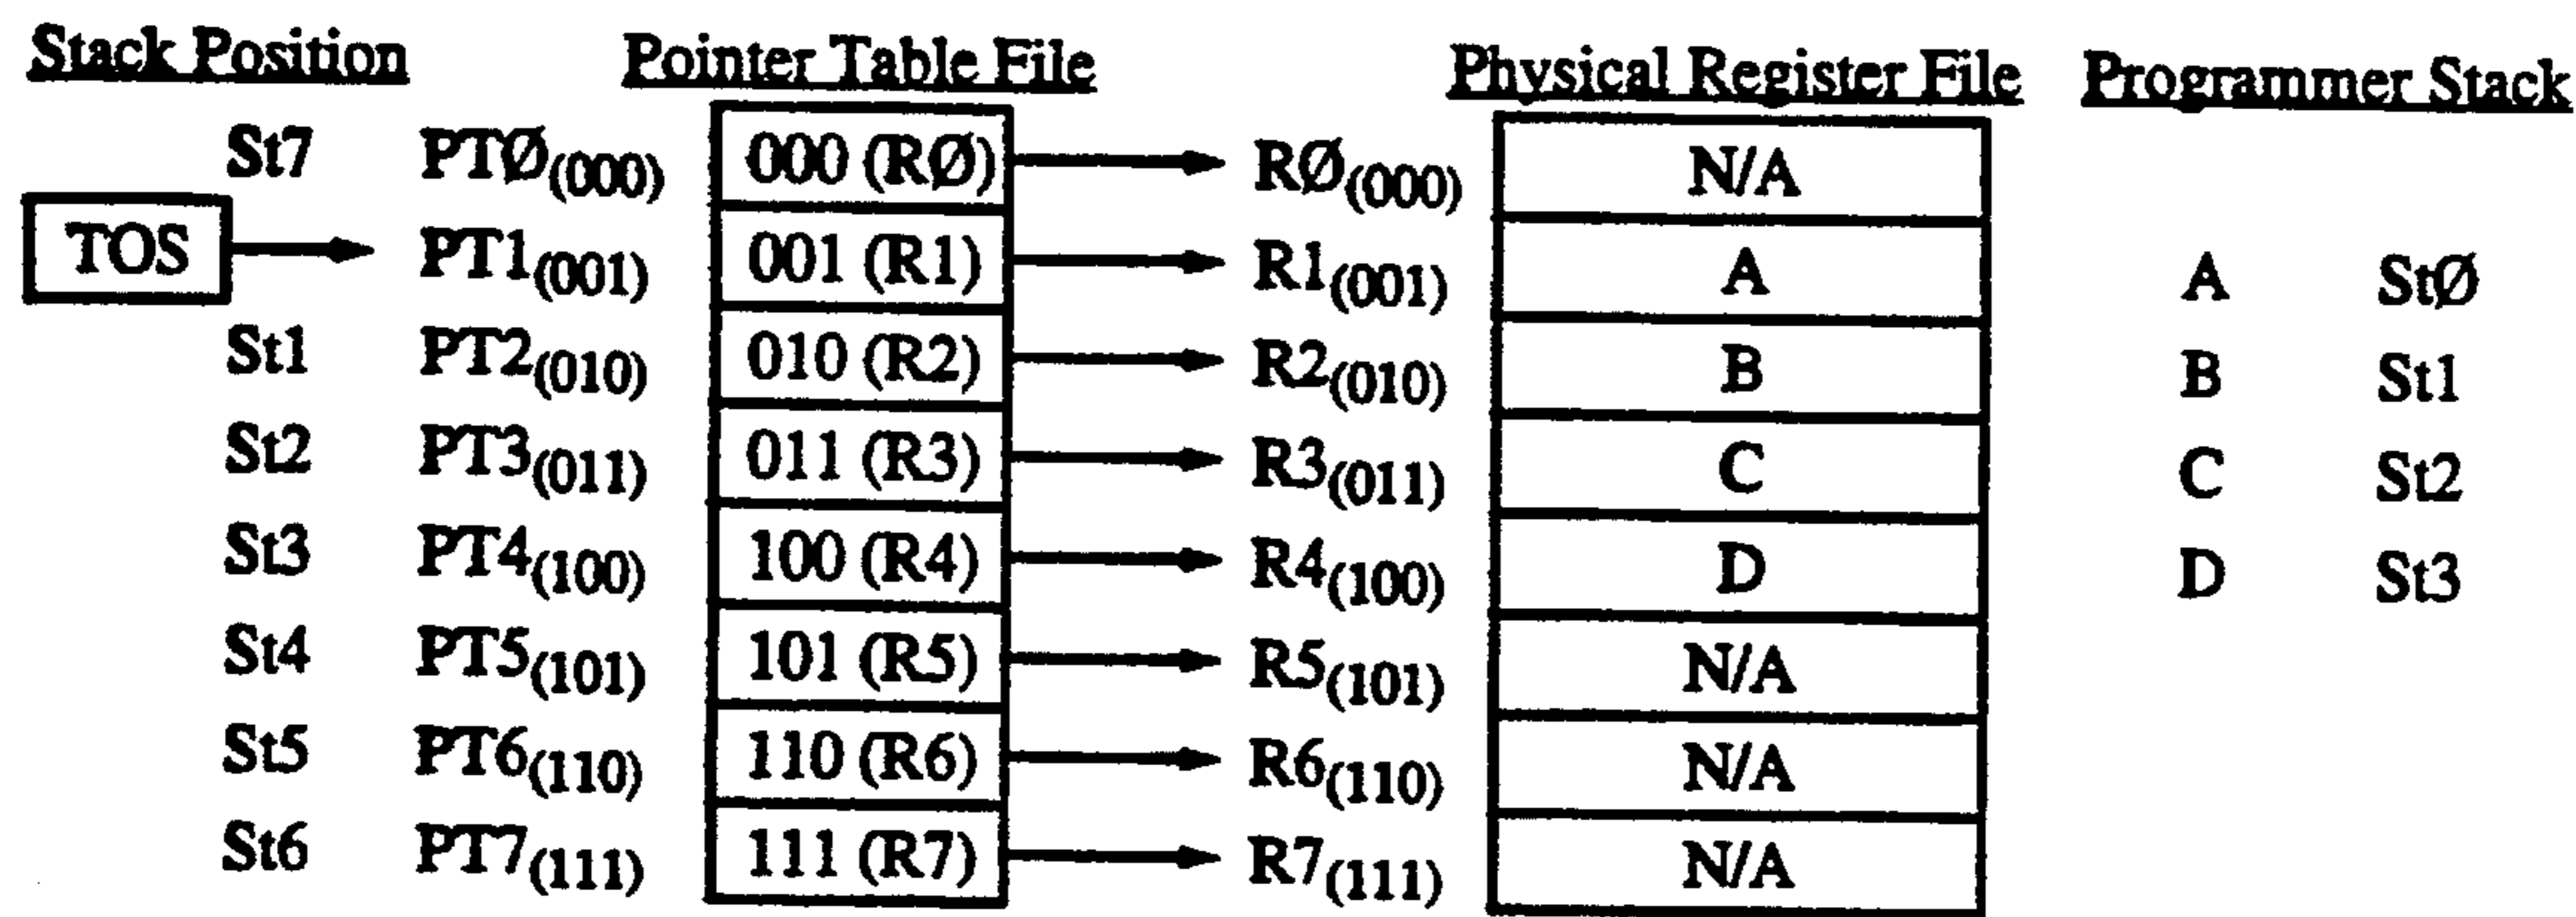 Stack Position Pointer Table File Physical Register File Programmer Stack
St7 PTØ(000) 000 (RØ) RØ(000) N/A
TOS PT1(001) 001 (R1) R1(001) A A StØ
St1 PT2(010) 010 (R2) R2(010) B B St1
St2 PT3(011) 011 (R3) R3(011) C C St2
St3 PT4(100) 100 (R4) R4(100) D D St3
St4 PT5(101) 101 (R5) R5(101) N/A
St5 PT6(110) 110 (R6) R6(110) N/A
St6 PT7(111) 111 (R7) R7(111) N/A